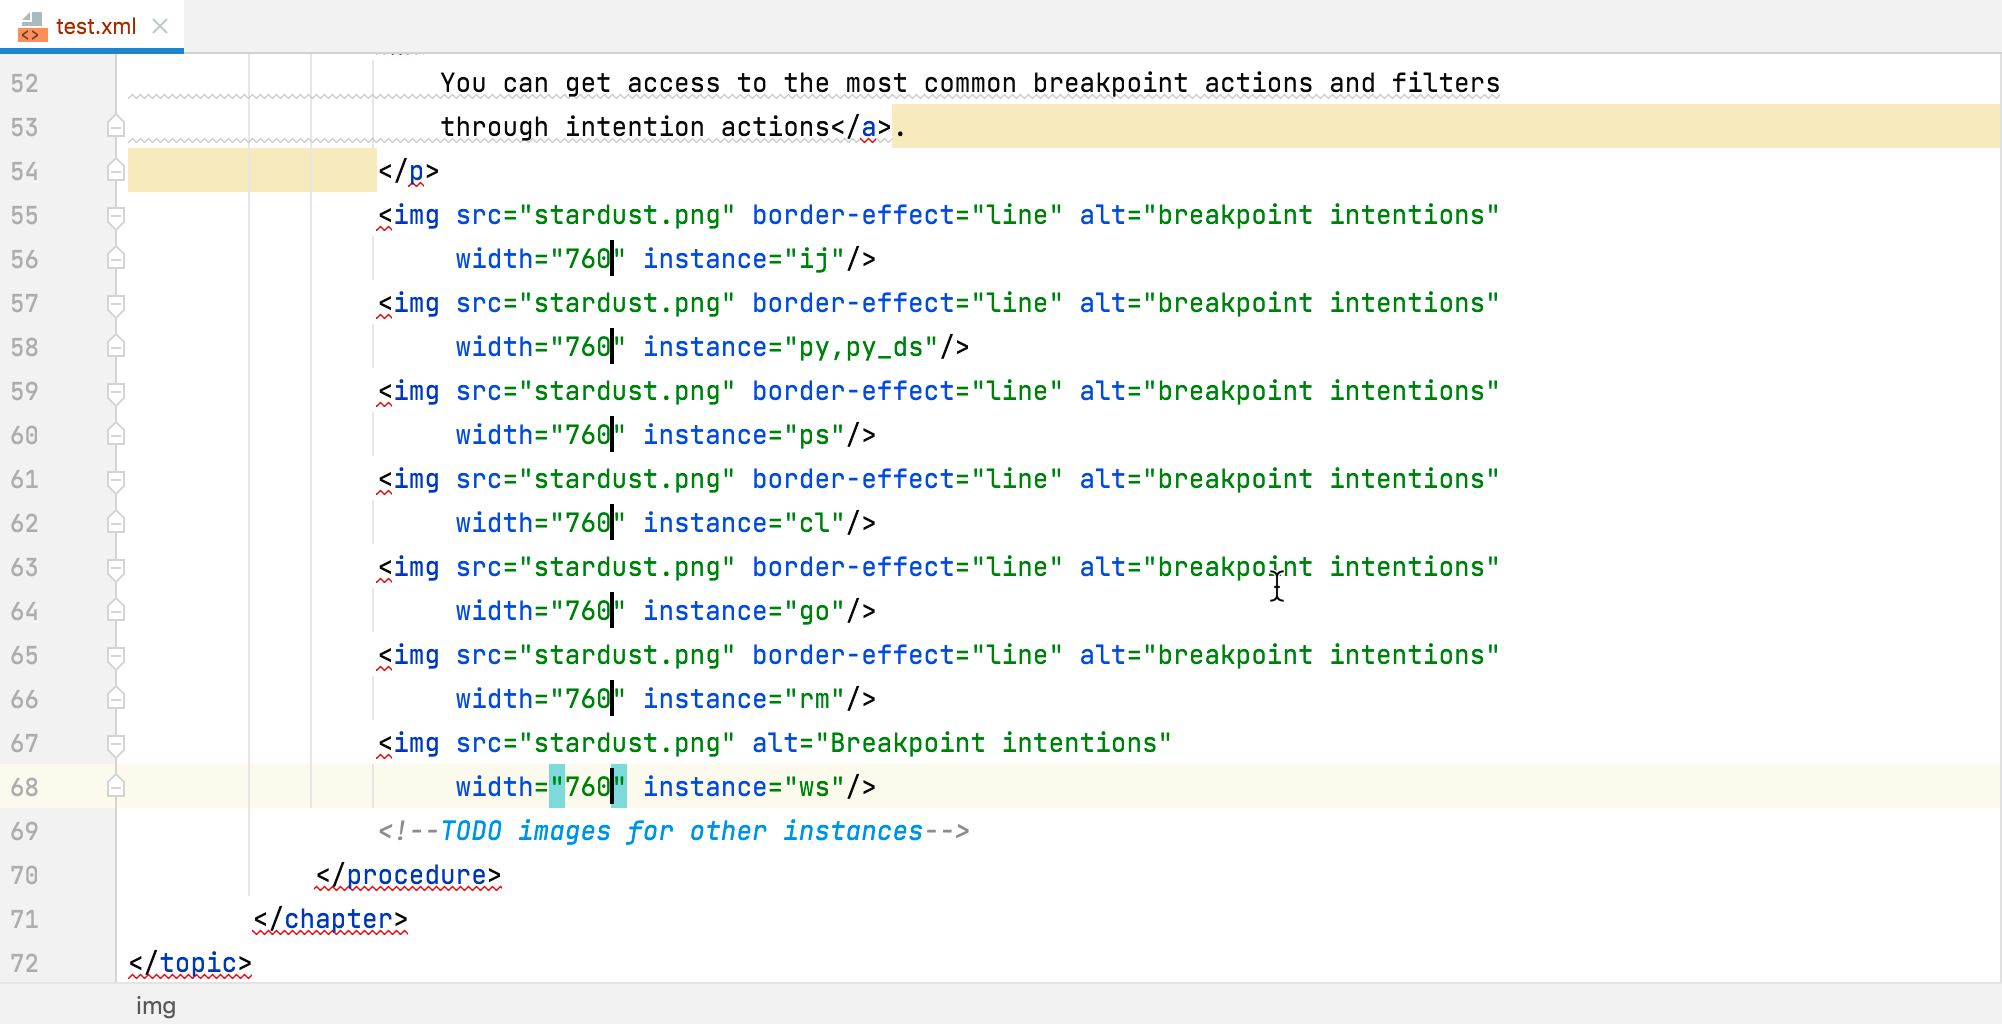 test.xml
52 You can get access to the most common breakpoint actions and filters
53 through intention actions</a>.
54 </p>
55 <img src="stardust.png" border-effect="line" alt="breakpoint intentions"
56 width="760" instance="ij"/>
57 <img src="stardust.png" border-effect="line" alt="breakpoint intentions"
58 width="760" instance="py,py_ds"/>
59 <img src="stardust.png" border-effect="line" alt="breakpoint intentions"
60 width="760" instance="ps"/>
61 <img src="stardust.png" border-effect="line" alt="breakpoint intentions"
62 width="760" instance="cl"/>
63 <img src="stardust.png" border-effect="line" alt="breakpoint intentions"
64 width="760" instance="go"/>
65 <img src="stardust.png" border-effect="line" alt="breakpoint intentions"
66 width="760" instance="rm"/>
67 <img src="stardust.png" alt="Breakpoint intentions"
68 width="760" instance="ws"/>
69 <!--TODO images for other instances-->
70 </procedure>
71 </chapter>
72 </topic>
img